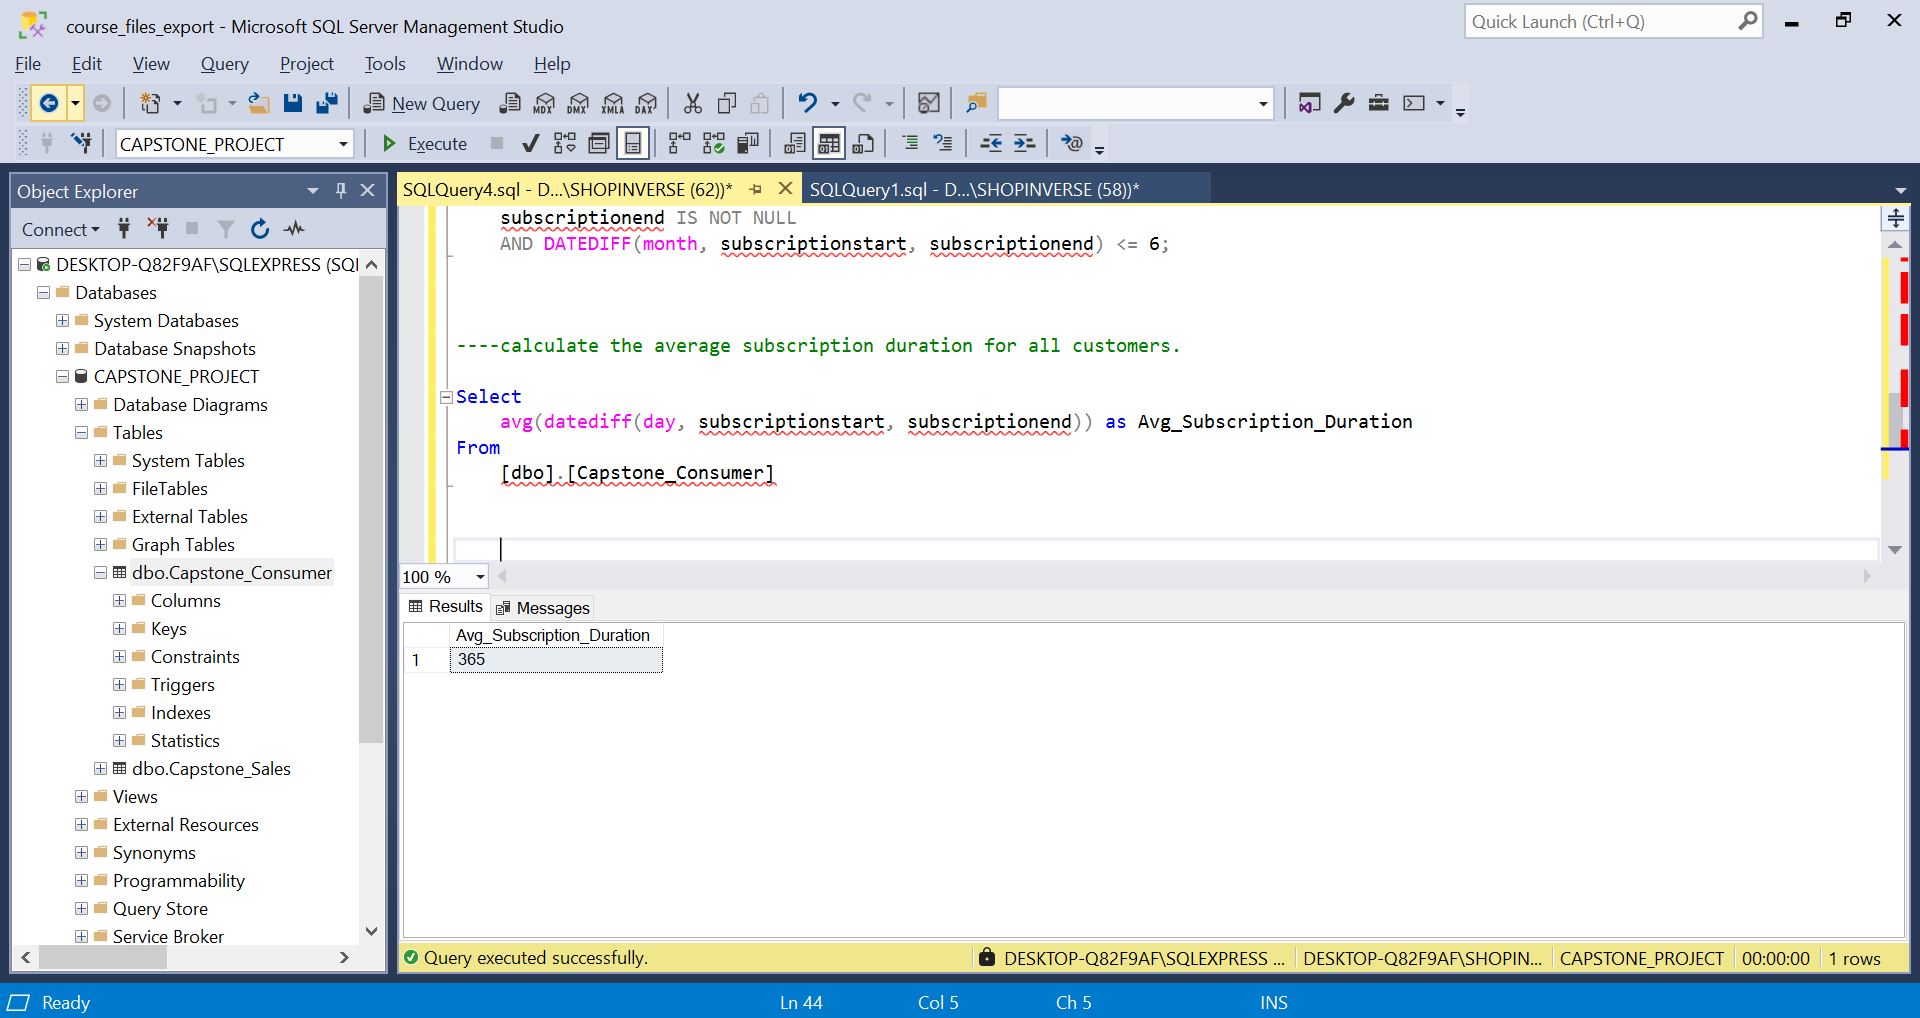 course_files_export - Microsoft SQL Server Management Studio
Quick Launch (Ctrl+Q)
File Edit View Query Project Tools Window Help
New Query MDX DMX XMLA DAX
CAPSTONE_PROJECT Execute
Object Explorer
Connect
DESKTOP-Q82F9AF\SQLEXPRESS (SQl
Databases
System Databases
Database Snapshots
CAPSTONE_PROJECT
Database Diagrams
Tables
System Tables
FileTables
External Tables
Graph Tables
dbo.Capstone_Consumer
Columns
Keys
Constraints
Triggers
Indexes
Statistics
dbo.Capstone_Sales
Views
External Resources
Synonyms
Programmability
Query Store
Service Broker
SQLQuery4.sql - D...\SHOPINVERSE (62))* SQLQuery1.sql - D...\SHOPINVERSE (58))*
subscriptionend IS NOT NULL
AND DATEDIFF(month, subscriptionstart, subscriptionend) <= 6;
----calculate the average subscription duration for all customers.
Select
avg(datediff(day, subscriptionstart, subscriptionend)) as Avg_Subscription_Duration
From
[dbo].[Capstone_Consumer]
100 %
Results Messages
Avg_Subscription_Duration
1 365
Query executed successfully. DESKTOP-Q82F9AF\SQLEXPRESS ... DESKTOP-Q82F9AF\SHOPIN... CAPSTONE_PROJECT 00:00:00 1 rows
Ready Ln 44 Col 5 Ch 5 INS